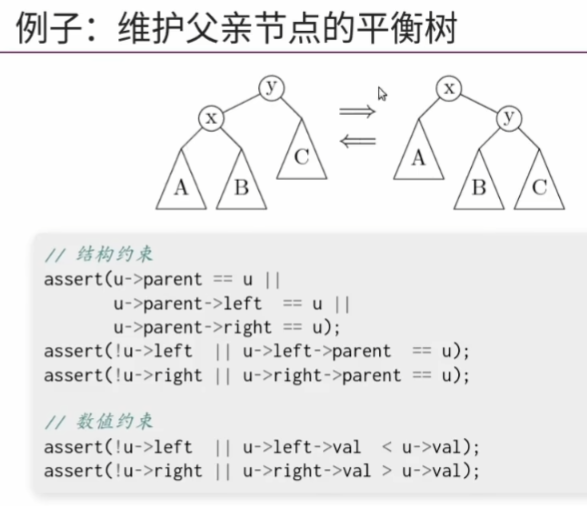 例子：维护父亲节点的平衡树
y
x
x
y
C
A
A
B
B
C
// 结构约束
assert(u->parent == u ||
u->parent->left == u ||
u->parent->right == u);
assert(!u->left || u->left->parent == u);
assert(!u->right || u->right->parent == u);
// 数值约束
assert(!u->left || u->left->val < u->val);
assert(!u->right || u->right->val > u->val);